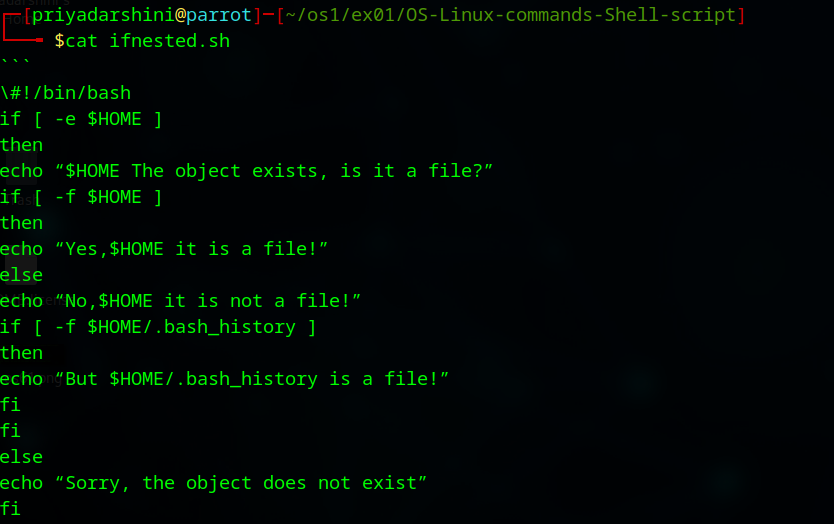 ┌─[priyadarshini@parrot]─[~/os1/ex01/OS-Linux-commands-Shell-script]
└──╼ $cat ifnested.sh
```
\#!/bin/bash
if [ -e $HOME ]
then
echo “$HOME The object exists, is it a file?”
if [ -f $HOME ]
then
echo “Yes,$HOME it is a file!”
else
echo “No,$HOME it is not a file!”
if [ -f $HOME/.bash_history ]
then
echo “But $HOME/.bash_history is a file!”
fi
fi
else
echo “Sorry, the object does not exist”
fi